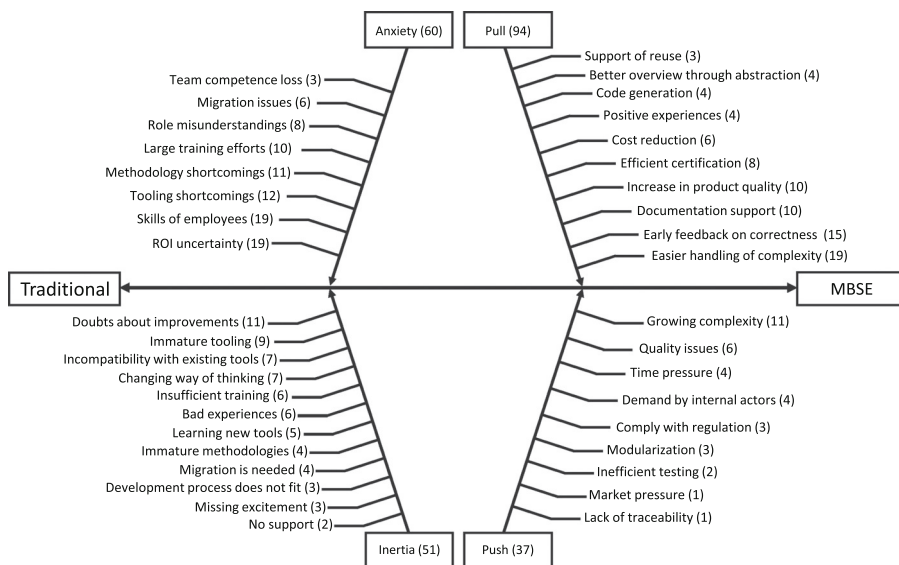 Anxiety (60)
Pull (94)
Team competence loss (3)
Migration issues (6)
Role misunderstandings (8)
Large training efforts (10)
Methodology shortcomings (11)
Tooling shortcomings (12)
Skills of employees (19)
ROI uncertainty (19)
Support of reuse (3)
Better overview through abstraction (4)
Code generation (4)
Positive experiences (4)
Cost reduction (6)
Efficient certification (8)
Increase in product quality (10)
Documentation support (10)
Early feedback on correctness (15)
Easier handling of complexity (19)
Traditional
MBSE
Doubts about improvements (11)
Immature tooling (9)
Incompatibility with existing tools (7)
Changing way of thinking (7)
Insufficient training (6)
Bad experiences (6)
Learning new tools (5)
Immature methodologies (4)
Migration is needed (4)
Development process does not fit (3)
Missing excitement (3)
No support (2)
Growing complexity (11)
Quality issues (6)
Time pressure (4)
Demand by internal actors (4)
Comply with regulation (3)
Modularization (3)
Inefficient testing (2)
Market pressure (1)
Lack of traceability (1)
Inertia (51)
Push (37)